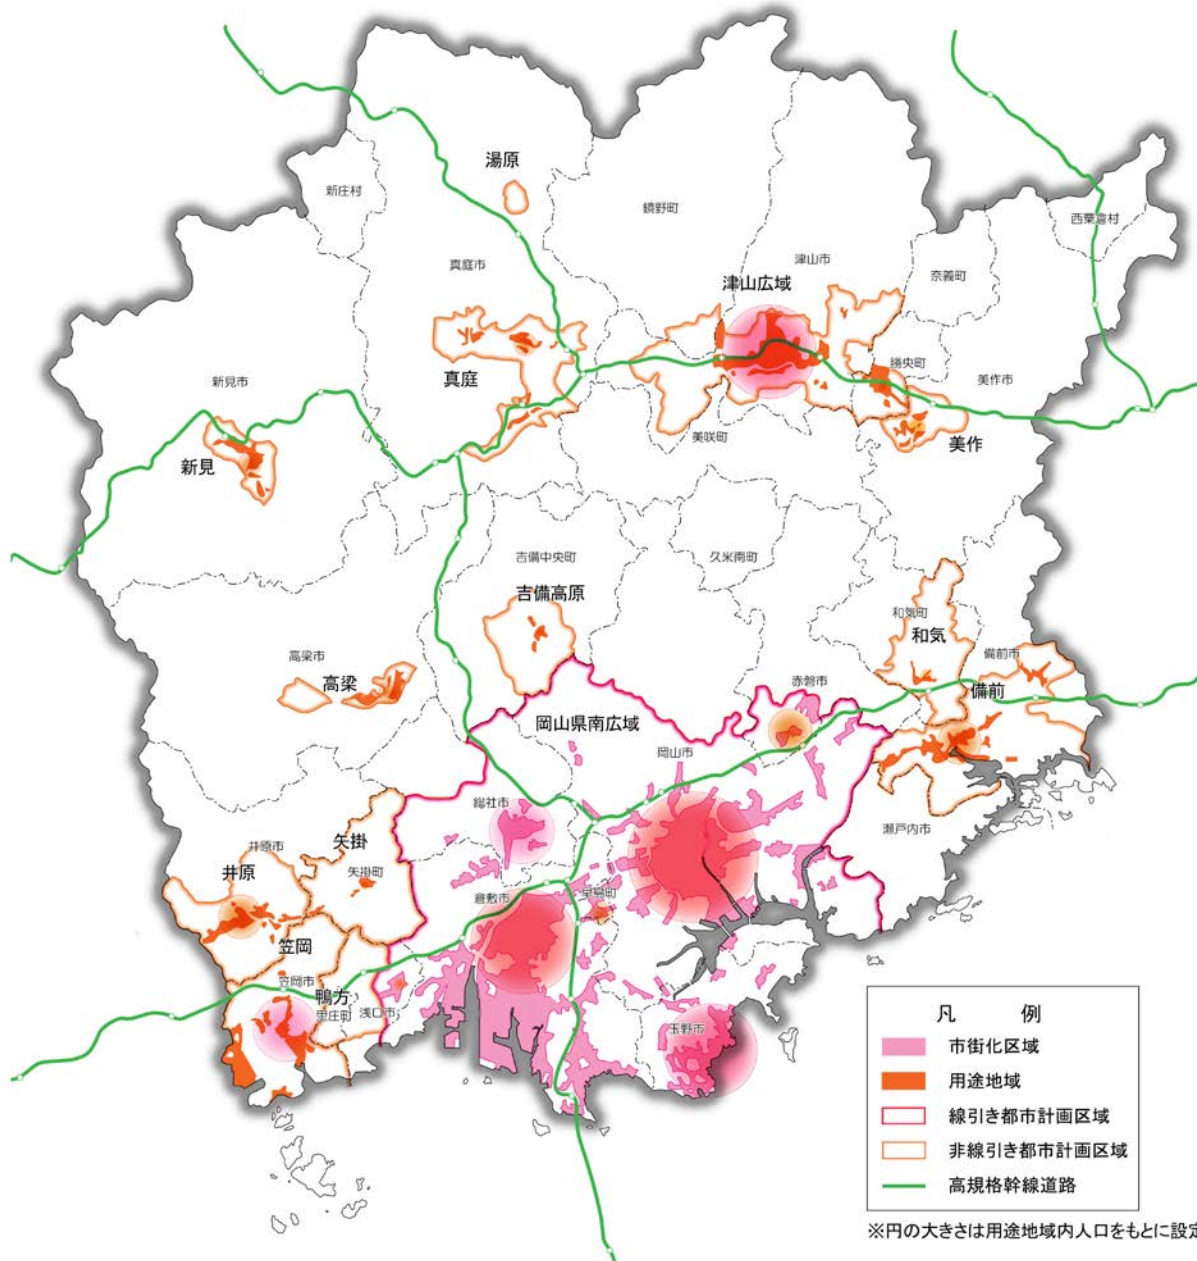 湯原
新庄村
鏡野町
西粟倉村
真庭市
津山市
奈義町
津山広域
勝央町
新見市
真庭
美作市
美咲町
美作
新見
吉備中央町
久米南町
吉備高原
和気町
和気
備前市
高梁市
高梁
赤磐市
備前
岡山県南広域
岡山市
総社市
瀬戸内市
矢掛
井原市
井原
矢掛町
倉敷市
早島町
笠岡
笠岡市
鴨方
里庄町
浅口市
玉野市
凡 例
市街化区域
用途地域
線引き都市計画区域
非線引き都市計画区域
高規格幹線道路
※円の大きさは用途地域内人口をもとに設定